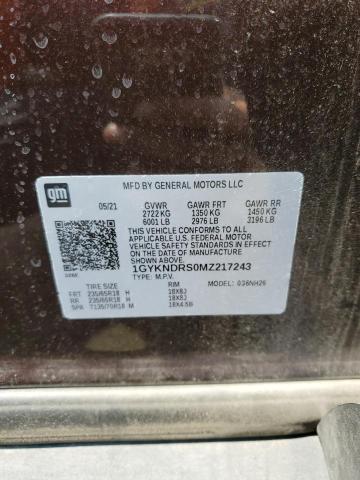 gm
MFD BY GENERAL MOTORS LLC
05/21 GVWR GAWR FRT GAWR RR
2722 KG 1350 KG 1450 KG
6001 LB 2976 LB 3196 LB
THIS VEHICLE CONFORMS TO ALL
APPLICABLE U.S. FEDERAL MOTOR
VEHICLE SAFETY STANDARDS IN EFFECT
ON THE DATE OF MANUFACTURE
SHOWN ABOVE.
1GYKNDRS0MZ217243
TYPE: M.P.V. MODEL: 036NH26
TIRE SIZE RIM
FRT 235/65R18 H 18X8J
RR 235/65R18 H 18X8J
SPR T135/70R18 M 18X4.5B